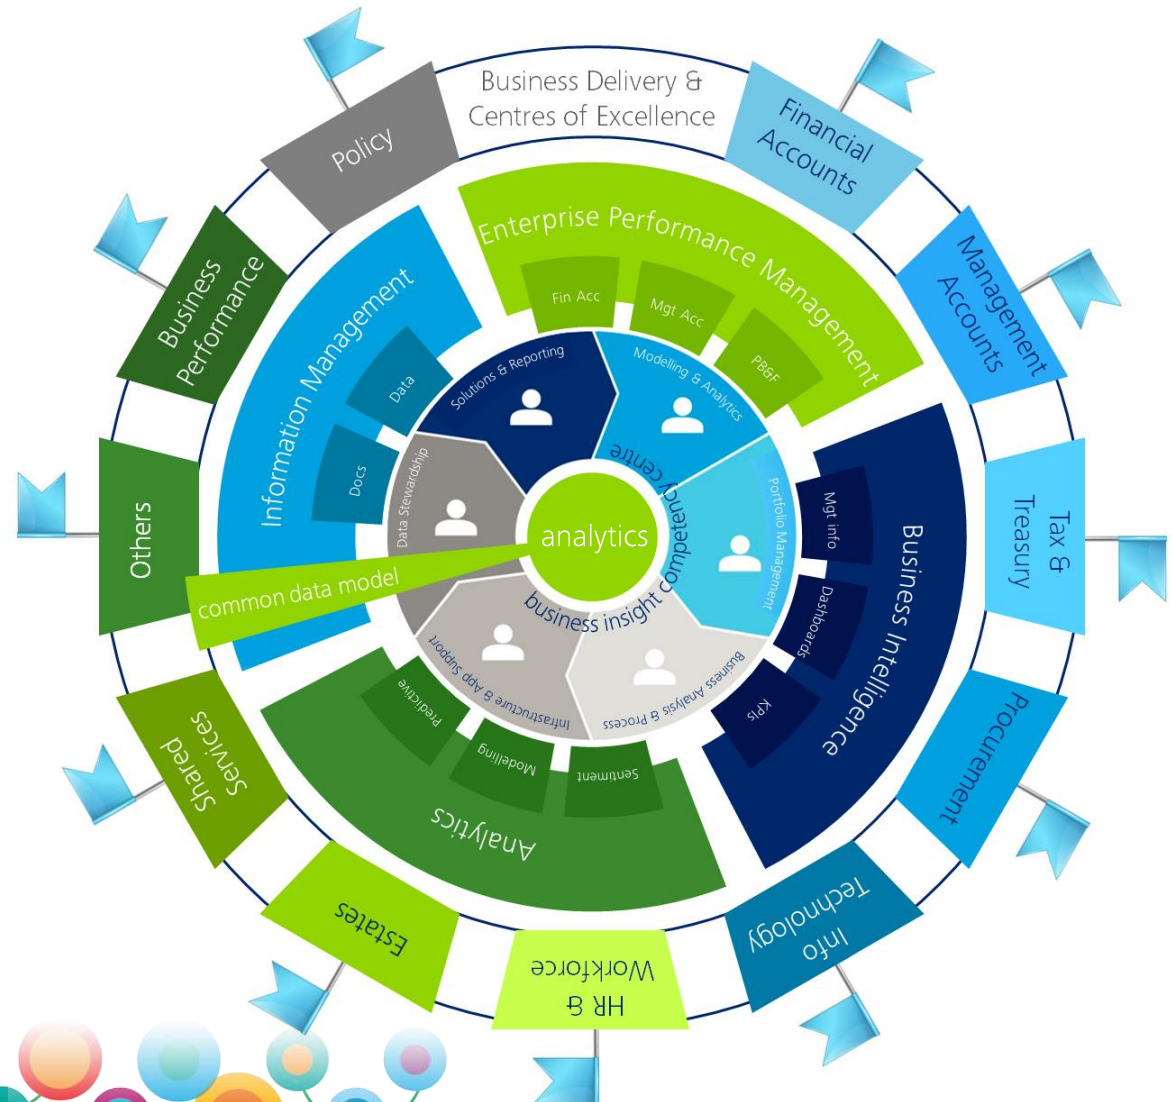 Business Delivery &
Centres of Excellence
Financial
Accounts
Management
Accounts
Tax &
Treasury
Procurement
Info
Technology
HR &
Workforce
Estates
Shared
Services
Others
Business
Performance
Policy
Enterprise Performance Management
Fin Acc
Mgt Acc
PB&F
Business Intelligence
Mgt info
Dashboards
KPIs
Analytics
Sentiment
Modelling
Predictive
Information Management
Docs
Data
common data model
Solutions & Reporting
Modelling & Analytics
Portfolio Management
Business Analysis & Process
Infrastructure & App Support
Data Stewardship
business insight competency centre
analytics